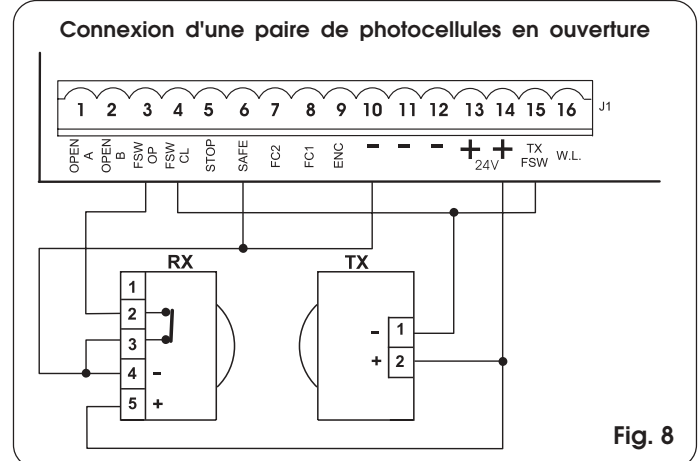 Connexion d'une paire de photocellules en ouverture
1 2 3 4 5 6 7 8 9 10 11 12 13 14 15 16 J1
OPEN A
OPEN B
FSW OP
FSW CL
STOP
SAFE
FC2
FC1
ENC
- - - + +
24V
TX FSW
W.L.
RX
1
2
3
4 -
5 +
TX
- 1
+ 2
Fig. 8